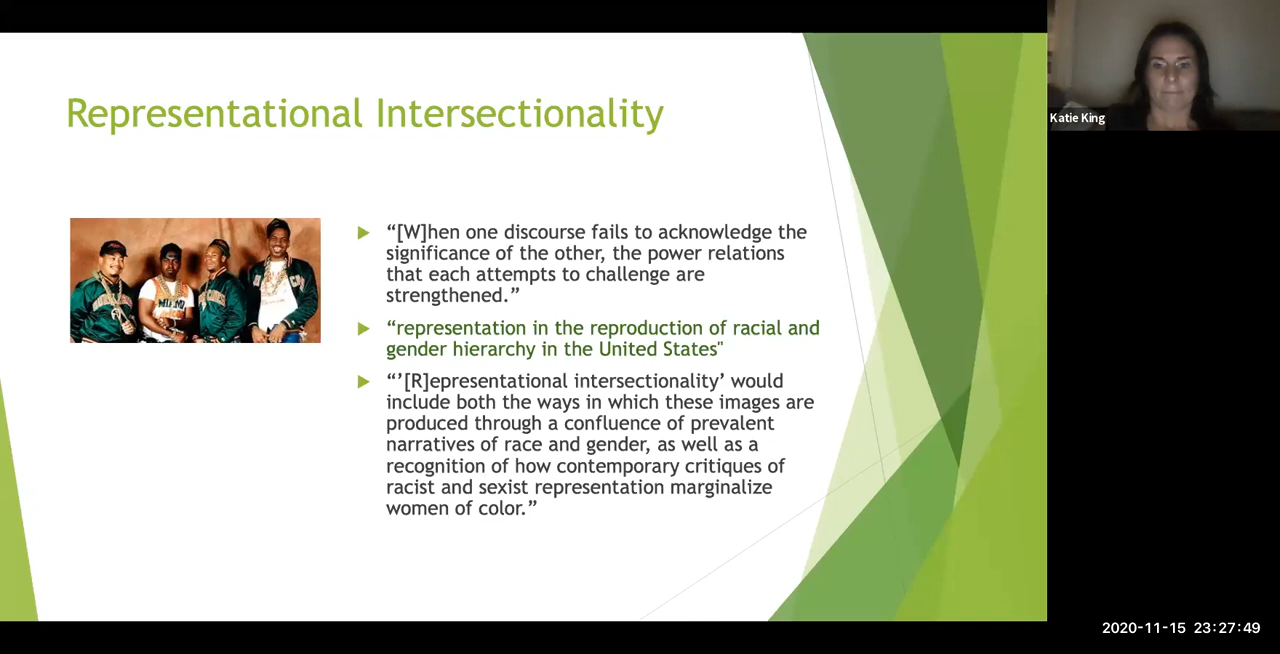 Representational Intersectionality
“[W]hen one discourse fails to acknowledge the
significance of the other, the power relations
that each attempts to challenge are
strengthened.”
“representation in the reproduction of racial and
gender hierarchy in the United States"
“’[R]epresentational intersectionality’ would
include both the ways in which these images are
produced through a confluence of prevalent
narratives of race and gender, as well as a
recognition of how contemporary critiques of
racist and sexist representation marginalize
women of color.”
Katie King
2020-11-15 23:27:49